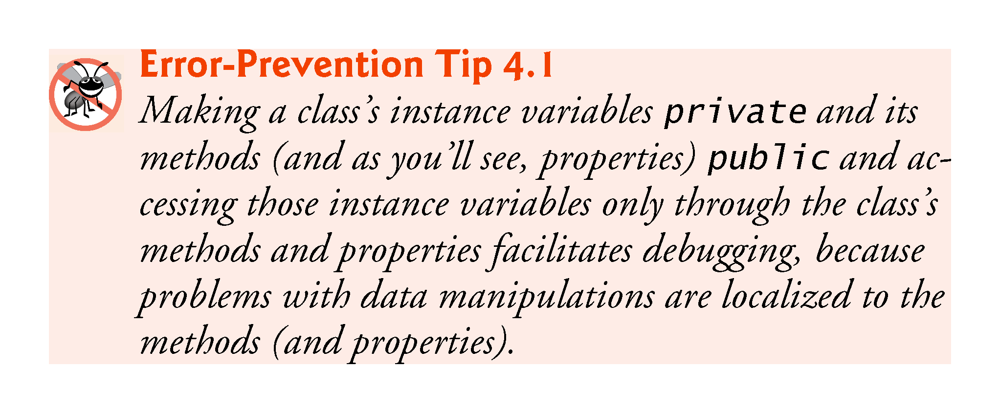 Error-Prevention Tip 4.1
Making a class’s instance variables private and its
methods (and as you’ll see, properties) public and ac-
cessing those instance variables only through the class’s
methods and properties facilitates debugging, because
problems with data manipulations are localized to the
methods (and properties).